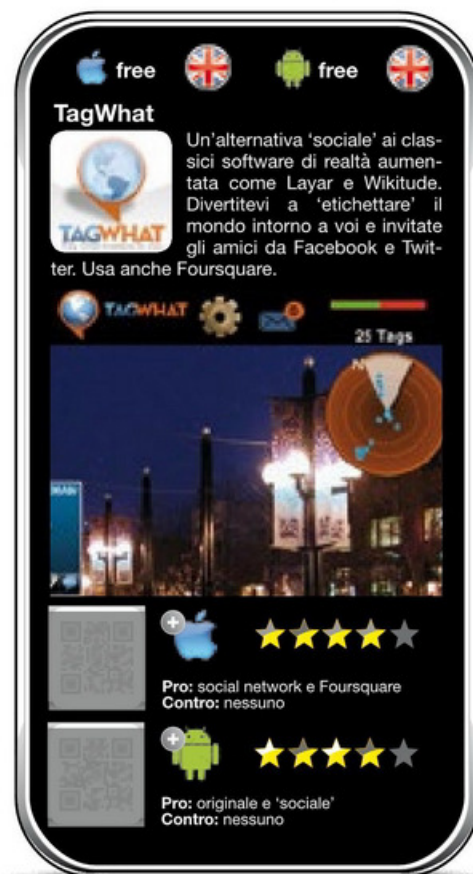 free free
TagWhat
Un'alternativa 'sociale' ai clas-
sici software di realtà aumen-
tata come Layar e Wikitude.
Divertitevi a 'etichettare' il
mondo intorno a voi e invitate
gli amici da Facebook e Twit-
ter. Usa anche Foursquare.
TAGWHAT
TAGWHAT
25 Tags
N
Pro: social network e Foursquare
Contro: nessuno
Pro: originale e 'sociale'
Contro: nessuno